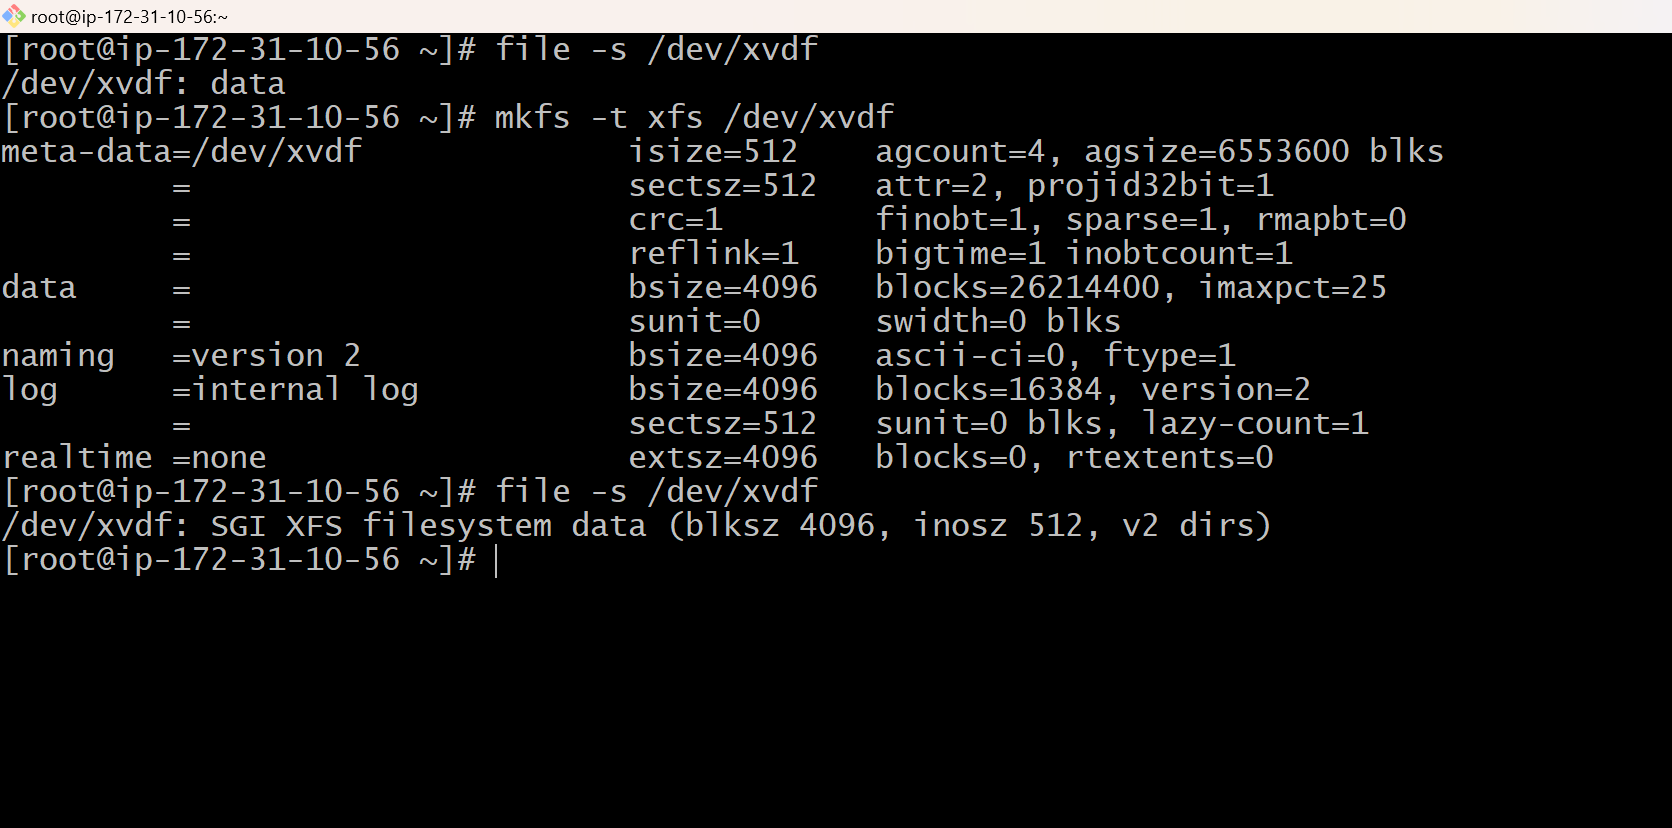 root@ip-172-31-10-56:~
[root@ip-172-31-10-56 ~]# file -s /dev/xvdf
/dev/xvdf: data
[root@ip-172-31-10-56 ~]# mkfs -t xfs /dev/xvdf
meta-data=/dev/xvdf              isize=512    agcount=4, agsize=6553600 blks
         =                       sectsz=512   attr=2, projid32bit=1
         =                       crc=1        finobt=1, sparse=1, rmapbt=0
         =                       reflink=1    bigtime=1 inobtcount=1
data     =                       bsize=4096   blocks=26214400, imaxpct=25
         =                       sunit=0      swidth=0 blks
naming   =version 2              bsize=4096   ascii-ci=0, ftype=1
log      =internal log           bsize=4096   blocks=16384, version=2
         =                       sectsz=512   sunit=0 blks, lazy-count=1
realtime =none                   extsz=4096   blocks=0, rtextents=0
[root@ip-172-31-10-56 ~]# file -s /dev/xvdf
/dev/xvdf: SGI XFS filesystem data (blksz 4096, inosz 512, v2 dirs)
[root@ip-172-31-10-56 ~]#